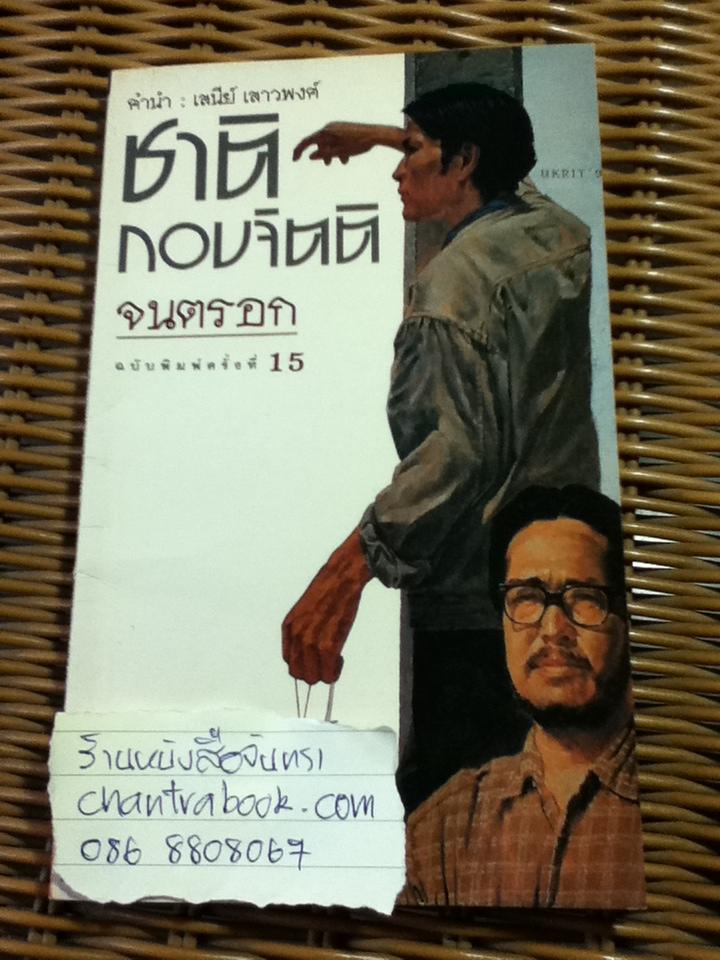 คำนำ : เสนีย์ เสาวพงศ์
ชาติ
กอบจิตติ
จนตรอก
ฉบับพิมพ์ครั้งที่ 15
UKRIT '9
ร้านหนังสือจันทรา
chantrabook.com
086 8808067